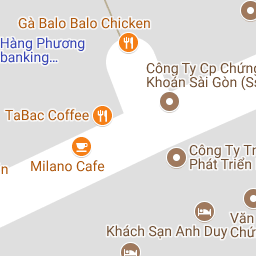 Gà Balo Balo Chicken
Hàng Phương
banking...
Công Ty Cp Chứng
Khoán Sài Gòn (Ss
TaBac Coffee
Công Ty Tr
Phát Triển
Milano Cafe
Văn
Chứ
Khách Sạn Anh Duy